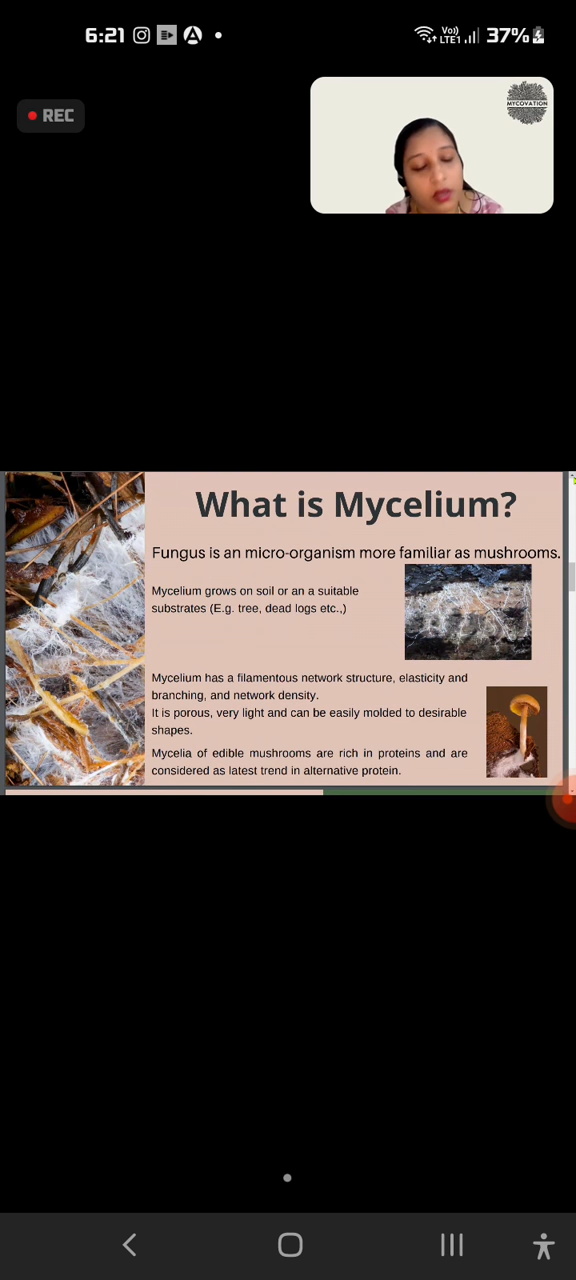 6:21
Vo)
LTE1
37%
REC
MYCOVATION
What is Mycelium?
Fungus is an micro-organism more familiar as mushrooms.
Mycelium grows on soil or an a suitable
substrates (E.g. tree, dead logs etc.,)
Mycelium has a filamentous network structure, elasticity and
branching, and network density.
It is porous, very light and can be easily molded to desirable
shapes.
Mycelia of edible mushrooms are rich in proteins and are
considered as latest trend in alternative protein.